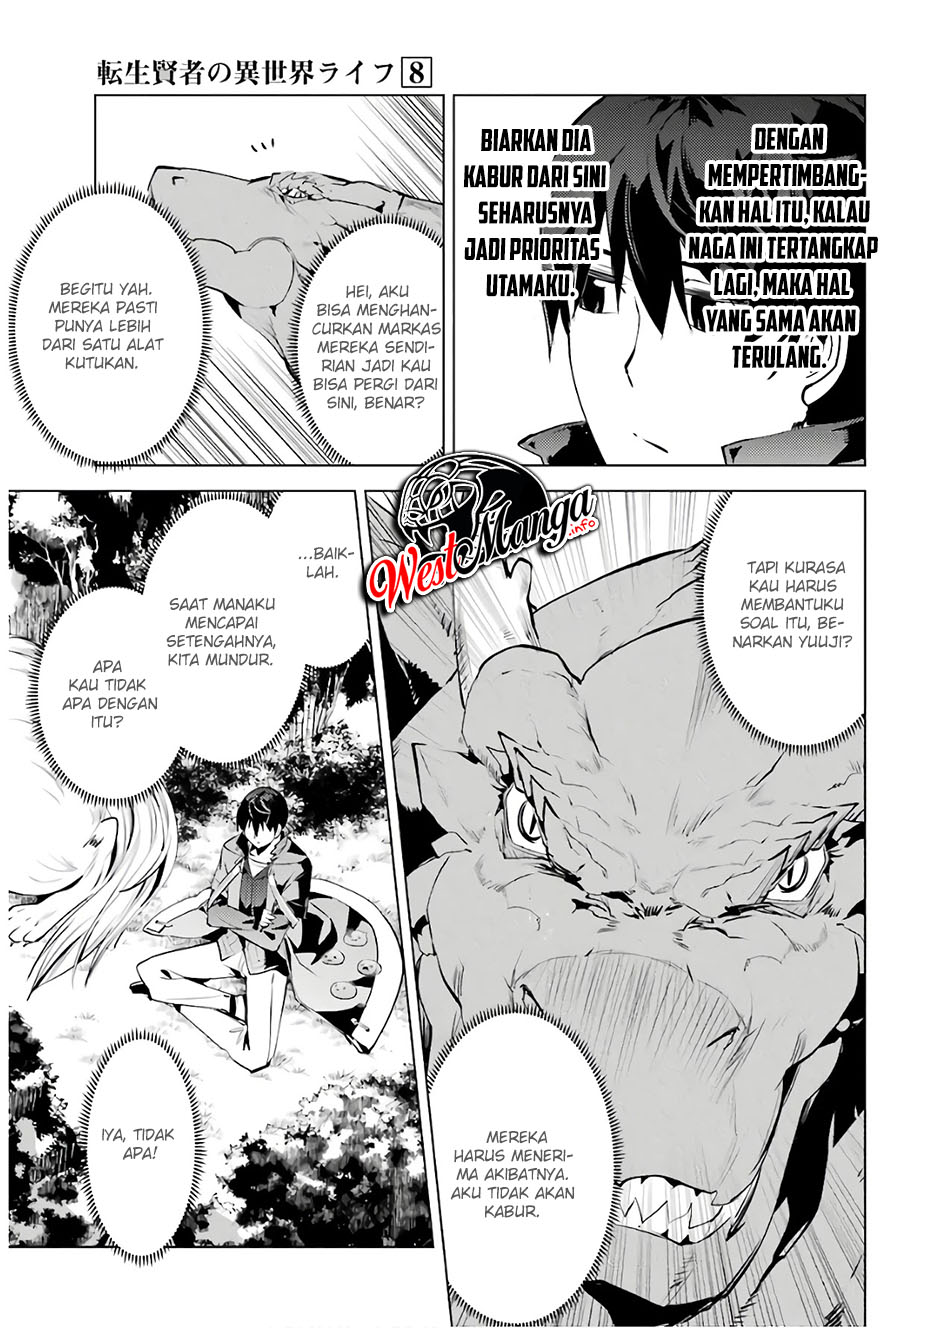 転生賢者の異世界ライフ 8
DENGAN
MEMPERTIMBANG-
KAN HAL ITU, KALAU
NAGA INI TERTANGKAP
LAGI, MAKA HAL
YANG SAMA AKAN
TERULANG.
BIARKAN DIA
KABUR DARI SINI
SEHARUSNYA
JADI PRIORITAS
UTAMAKU.
HEI, AKU
BISA MENGHAN-
CURKAN MARKAS
MEREKA SENDI-
RIAN JADI KAU
BISA PERGI DARI
SINI, BENAR?
BEGITU YAH.
MEREKA PASTI
PUNYA LEBIH
DARI SATU ALAT
KUTUKAN.
WestManga
.info
TAPI KURASA
KAU HARUS
MEMBANTUKU
SOAL ITU, BE-
NARKAN YUUJI?
MEREKA
HARUS MENERI-
MA AKIBATNYA.
AKU TIDAK AKAN
KABUR.
...BAIK-
LAH.
SAAT MANAKU
MENCAPAI
SETENGAHNYA,
KITA MUNDUR.
APA
KAU TIDAK
APA DENGAN
ITU?
IYA, TIDAK
APA!